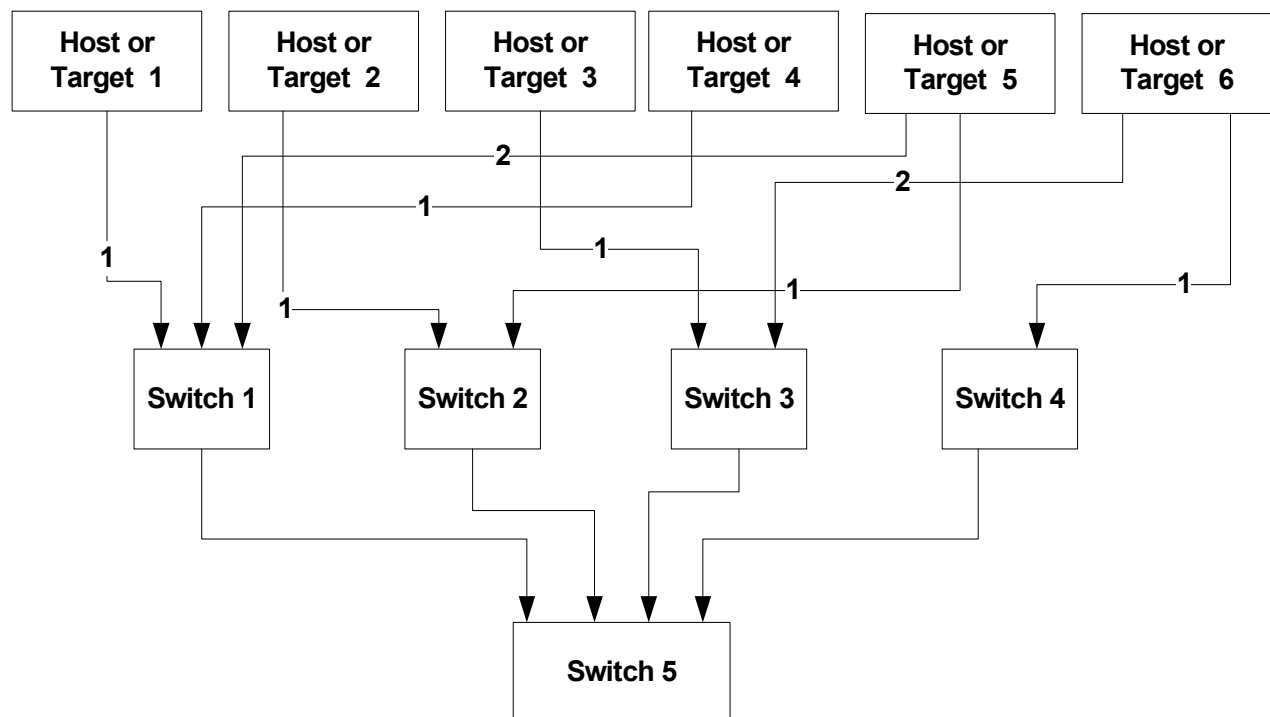 Host or
Target 1
Host or
Target 2
Host or
Target 3
Host or
Target 4
Host or
Target 5
Host or
Target 6
2
2
1
1
1
1
1
1
Switch 1
Switch 2
Switch 3
Switch 4
Switch 5